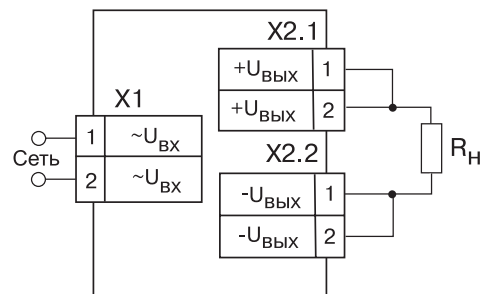 X2.1
+Uвых 1
+Uвых 2
X1
1 ~Uвх
Сеть
2 ~Uвх
X2.2
-Uвых 1
-Uвых 2
Rн